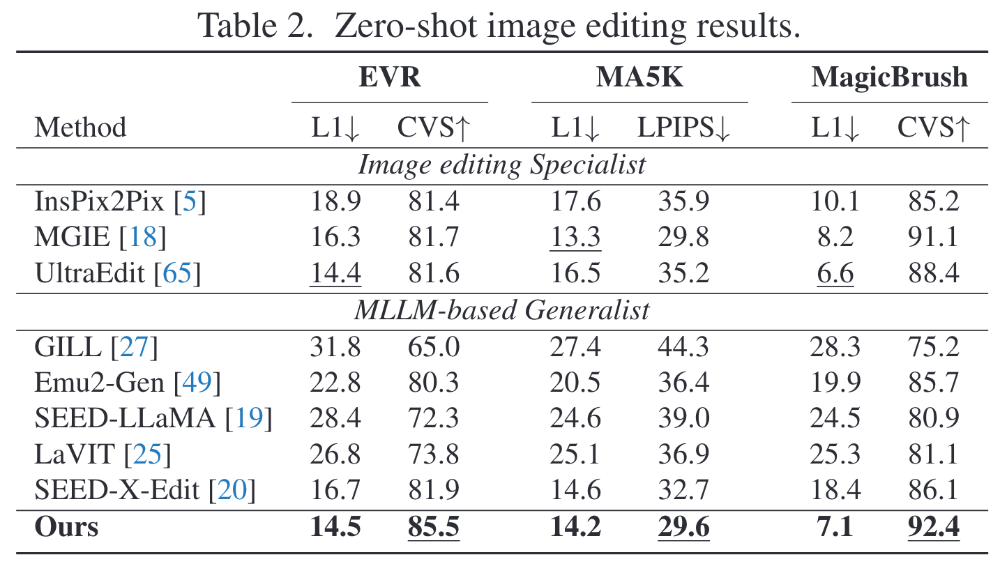 Table 2. Zero-shot image editing results.
EVR MA5K MagicBrush
Method L1↓ CVS↑ L1↓ LPIPS↓ L1↓ CVS↑
Image editing Specialist
InsPix2Pix [5] 18.9 81.4 17.6 35.9 10.1 85.2
MGIE [18] 16.3 81.7 13.3 29.8 8.2 91.1
UltraEdit [65] 14.4 81.6 16.5 35.2 6.6 88.4
MLLM-based Generalist
GILL [27] 31.8 65.0 27.4 44.3 28.3 75.2
Emu2-Gen [49] 22.8 80.3 20.5 36.4 19.9 85.7
SEED-LLaMA [19] 28.4 72.3 24.6 39.0 24.5 80.9
LaVIT [25] 26.8 73.8 25.1 36.9 25.3 81.1
SEED-X-Edit [20] 16.7 81.9 14.6 32.7 18.4 86.1
Ours 14.5 85.5 14.2 29.6 7.1 92.4